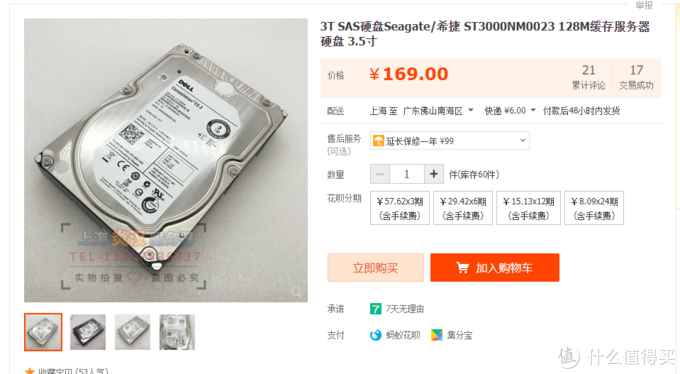 举报
3T SAS硬盘Seagate/希捷 ST3000NM0023 128M缓存服务器
硬盘 3.5寸
价格
¥169.00
21
累计评论
17
交易成功
配送
上海 至 广东佛山南海区
快递 ¥6.00
付款后48小时内发货
售后服务
(可选)
延长保修一年 ¥99
数量
1
件(库存60件)
花呗分期
¥57.62x3期
(含手续费)
¥29.42x6期
(含手续费)
¥15.13x12期
(含手续费)
¥8.09x24期
(含手续费)
立即购买
加入购物车
承诺
7
7天无理由
支付
蚂蚁花呗
集分宝
DELL
上海
实物拍摄
盗图必究
收藏宝贝 (53人气)
值 什么值得买